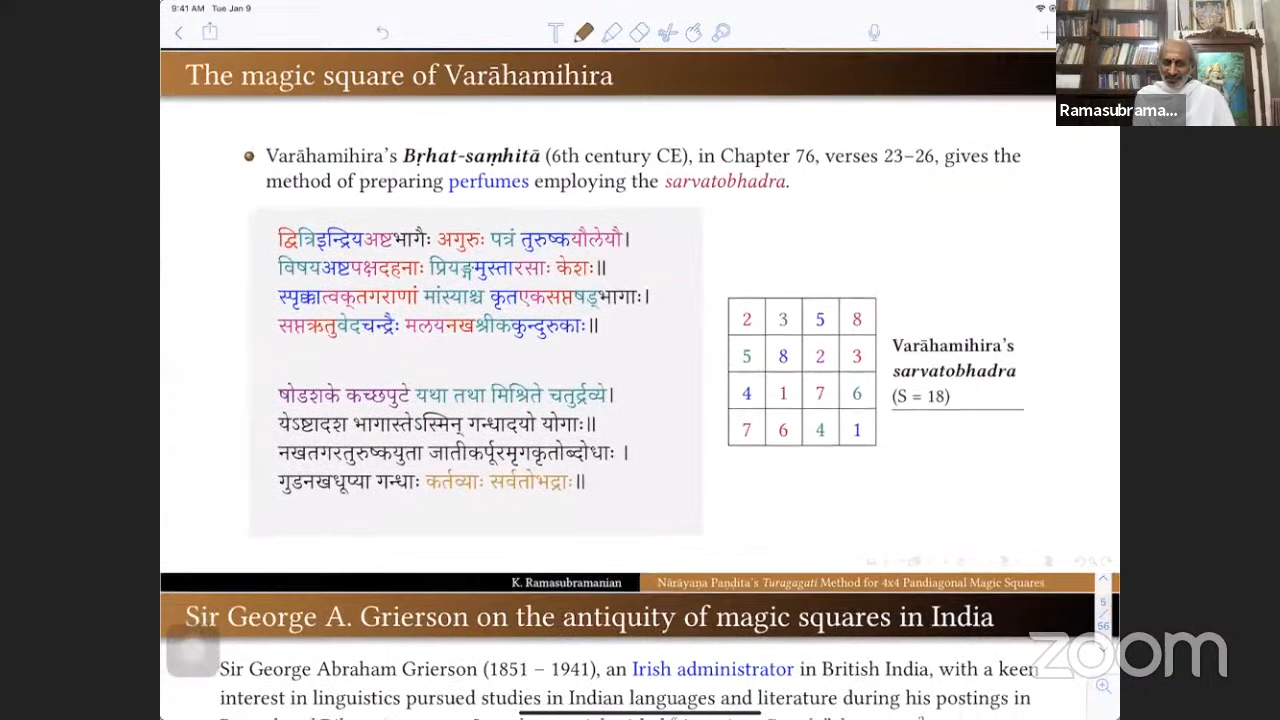 9:41 AM Tue Jan 9
The magic square of Varāhamihira
Ramasubrama...
Varāhamihira's Bṛhat-saṃhitā (6th century CE), in Chapter 76, verses 23–26, gives the
method of preparing perfumes employing the sarvatobhadra.
द्वित्रिइन्द्रियअष्टभागैः अगुरुः पत्रं तुरुष्कयौलेयौ।
विषयअष्टपक्षदहनाः प्रियङ्गमुस्तारसाः केशः॥
स्पृक्कात्वक्तगराणां मांस्याश्च कृतएकसप्तषड्भागाः।
सप्तऋतुवेदचन्द्रैः मलयनखश्रीककुन्दुरुकाः॥
षोडशके कच्छपुटे यथा तथा मिश्रिते चतुर्द्रव्ये।
येऽष्टादश भागास्तेऽस्मिन् गन्धादयो योगाः॥
नखतगरतुरुष्कयुता जातीकर्पूरमृगकृतोब्दोधाः ।
गुडनखधूप्या गन्धाः कर्तव्याः सर्वतोभद्राः॥
2 3 5 8
5 8 2 3
4 1 7 6
7 6 4 1
Varāhamihira's
sarvatobhadra
(S = 18)
K. Ramasubramanian Nārāyaṇa Paṇḍita's Turagagati Method for 4x4 Pandiagonal Magic Squares
5
/
56
Sir George A. Grierson on the antiquity of magic squares in India
Sir George Abraham Grierson (1851 – 1941), an Irish administrator in British India, with a keen
interest in linguistics pursued studies in Indian languages and literature during his postings in
zoom